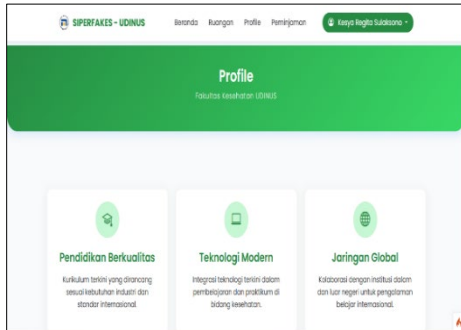 SIPERFAKES - UDINUS
Beranda Ruangan Profile Peminjaman
Kesya Regita Sulaksana
Profile
Fakultas Kesehatan UDINUS
Pendidikan Berkualitas
Kurikulum terkini yang dirancang
sesuai kebutuhan industri dan
standar internasional.
Teknologi Modern
Integrasi teknologi terkini dalam
pembelajaran dan praktikum di
bidang kesehatan.
Jaringan Global
Kolaborasi dengan institusi dalam
dan luar negeri untuk pengalaman
belajar internasional.